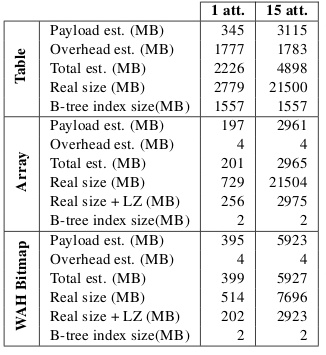 1 att. 15 att.
Table
Payload est. (MB) 345 3115
Overhead est. (MB) 1777 1783
Total est. (MB) 2226 4898
Real size (MB) 2779 21500
B-tree index size(MB) 1557 1557
Array
Payload est. (MB) 197 2961
Overhead est. (MB) 4 4
Total est. (MB) 201 2965
Real size (MB) 729 21504
Real size + LZ (MB) 256 2975
B-tree index size(MB) 2 2
WAH Bitmap
Payload est. (MB) 395 5923
Overhead est. (MB) 4 4
Total est. (MB) 399 5927
Real size (MB) 514 7696
Real size + LZ (MB) 202 2923
B-tree index size(MB) 2 2